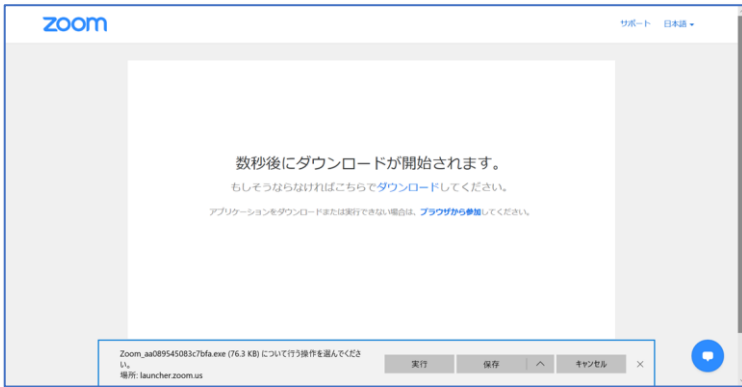 zoom
サポート 日本語
数秒後にダウンロードが開始されます。
もしそうならなければこちらでダウンロードしてください。
アプリケーションをダウンロードまたは実行できない場合は、ブラウザから参加してください。
Zoom_aa089545083c7bfa.exe (76.3 KB) について行う操作を選んでくださ
い。
場所: launcher.zoom.us
実行 保存 キャンセル